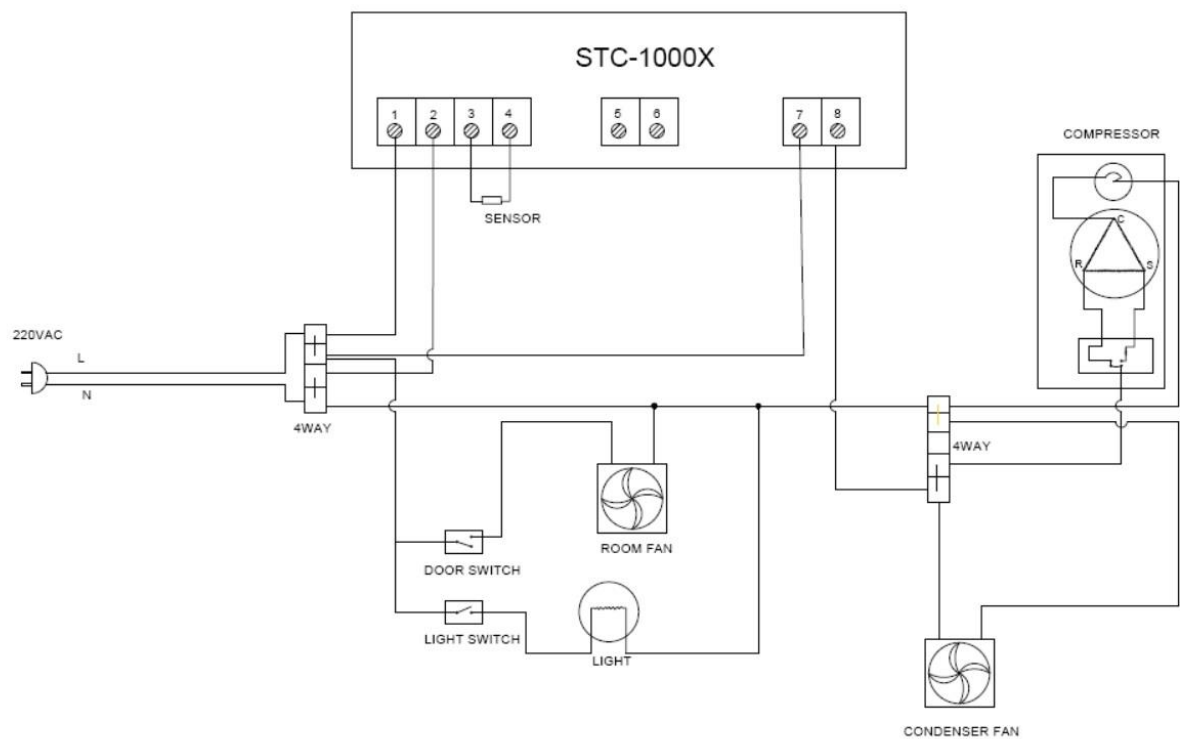 STC-1000X
1 2 3 4 5 6 7 8
COMPRESSOR
SENSOR
C
R S
220VAC
L
N
4WAY
4WAY
ROOM FAN
DOOR SWITCH
LIGHT SWITCH
LIGHT
CONDENSER FAN